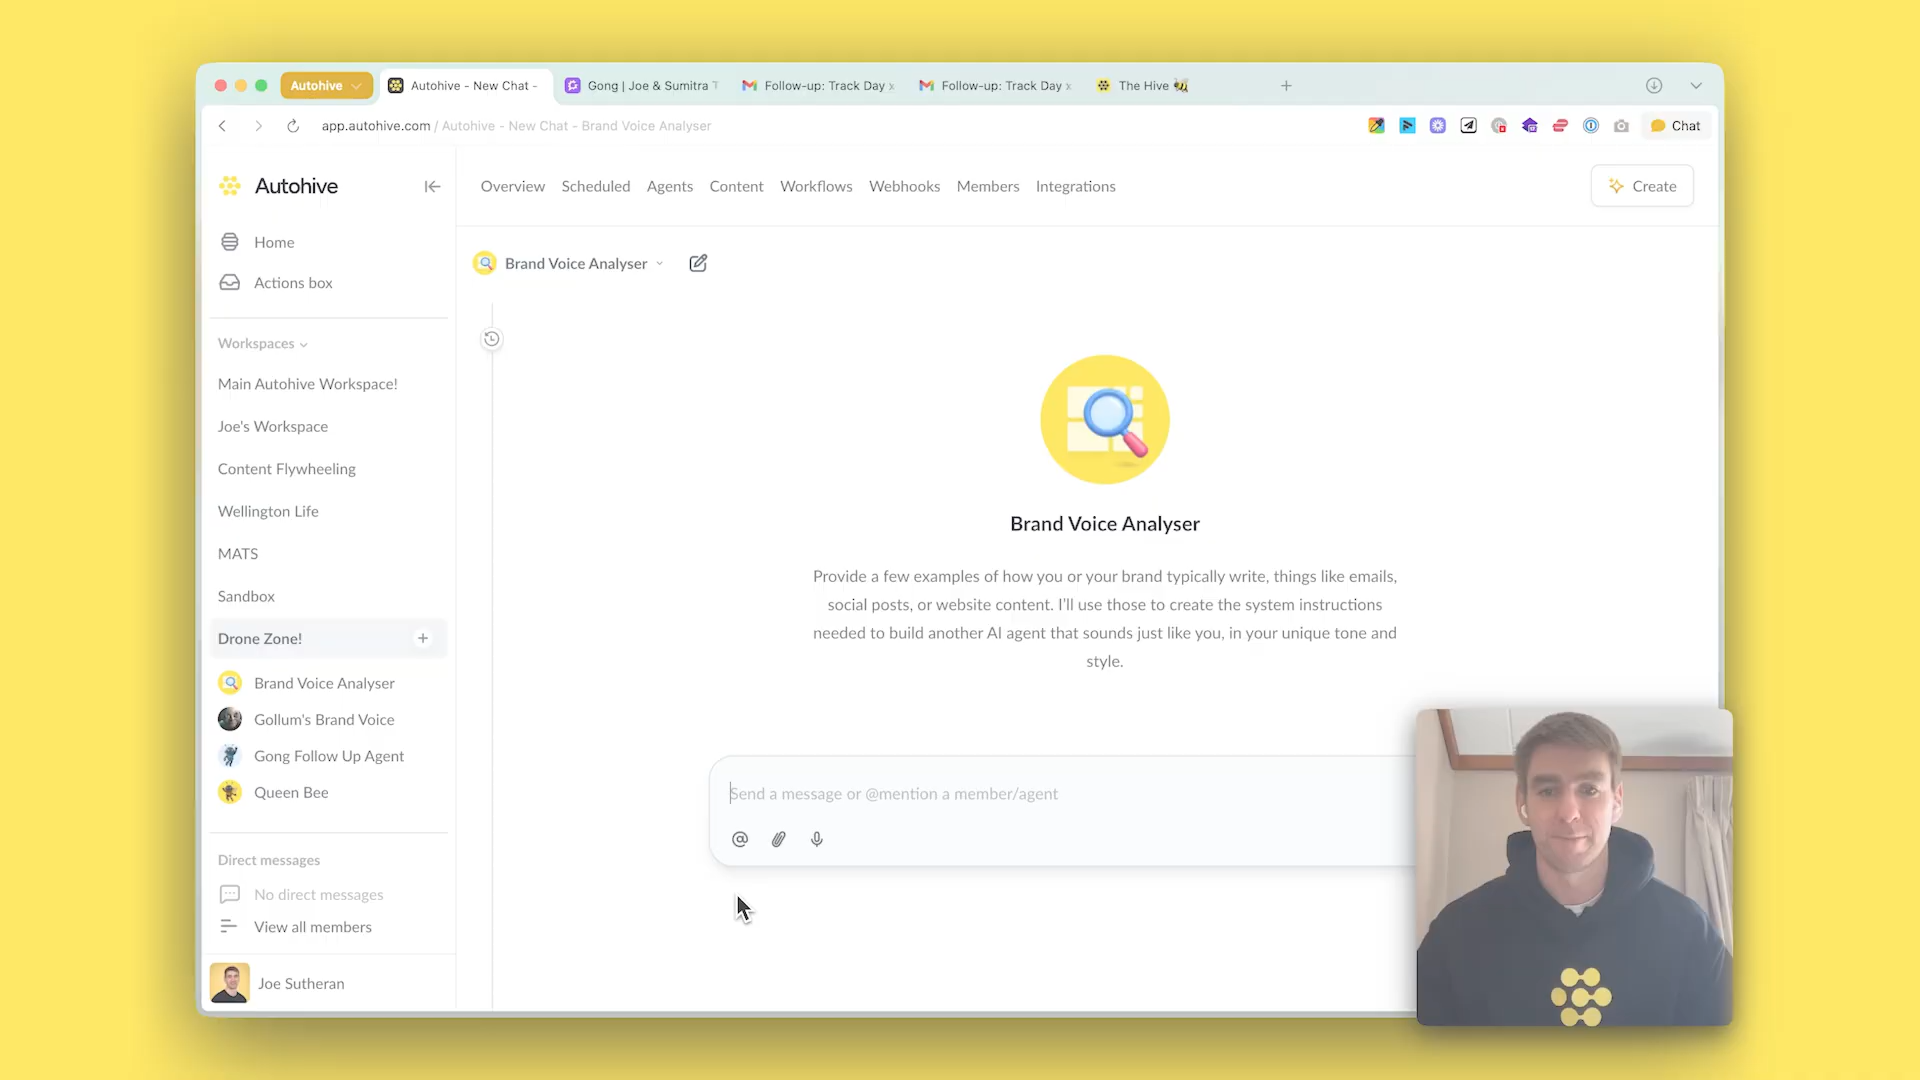 Autohive
Autohive - New Chat -
Gong | Joe & Sumitra T
Follow-up: Track Day x
Follow-up: Track Day x
The Hive
app.autohive.com / Autohive - New Chat - Brand Voice Analyser
Chat
Autohive
Overview
Scheduled
Agents
Content
Workflows
Webhooks
Members
Integrations
Create
Home
Actions box
Workspaces
Main Autohive Workspace!
Joe's Workspace
Content Flywheeling
Wellington Life
MATS
Sandbox
Drone Zone!
Brand Voice Analyser
Gollum's Brand Voice
Gong Follow Up Agent
Queen Bee
Direct messages
No direct messages
View all members
Joe Sutheran
Brand Voice Analyser
Brand Voice Analyser
Provide a few examples of how you or your brand typically write, things like emails,
social posts, or website content. I'll use those to create the system instructions
needed to build another AI agent that sounds just like you, in your unique tone and
style.
Send a message or @mention a member/agent